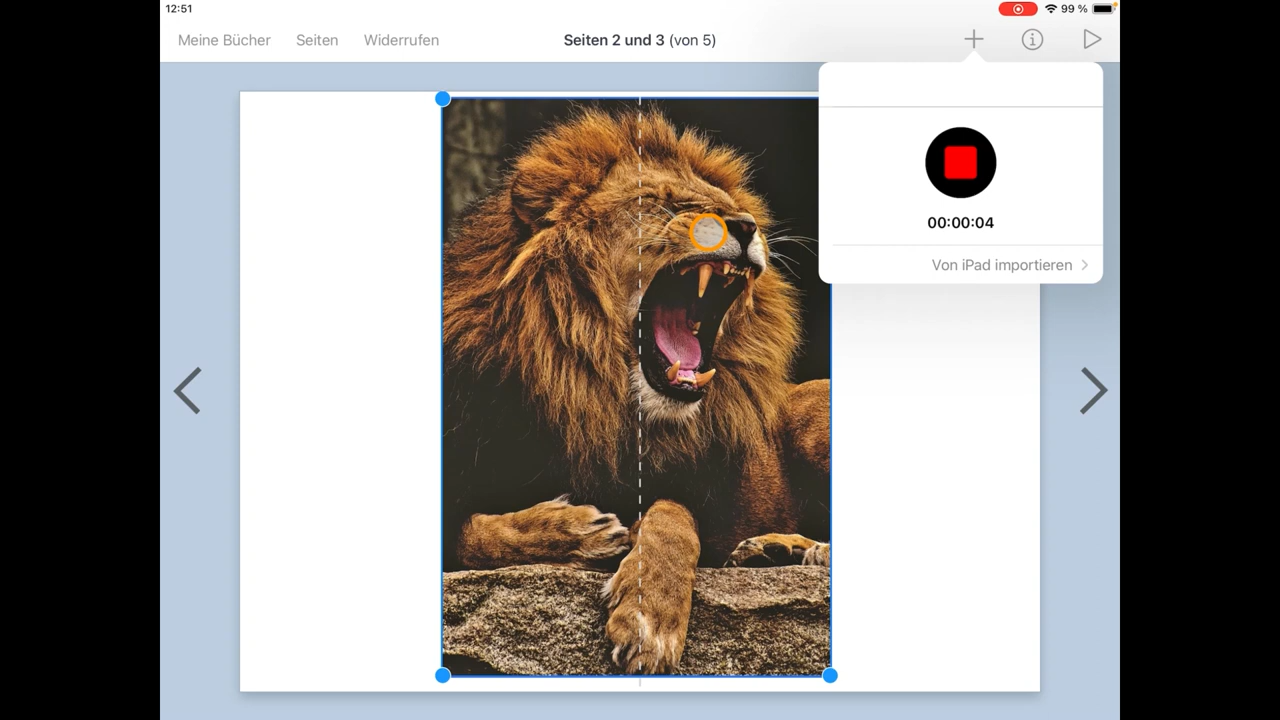 12:51
99 %
Meine Bücher Seiten Widerrufen Seiten 2 und 3 (von 5)
00:00:04
Von iPad importieren